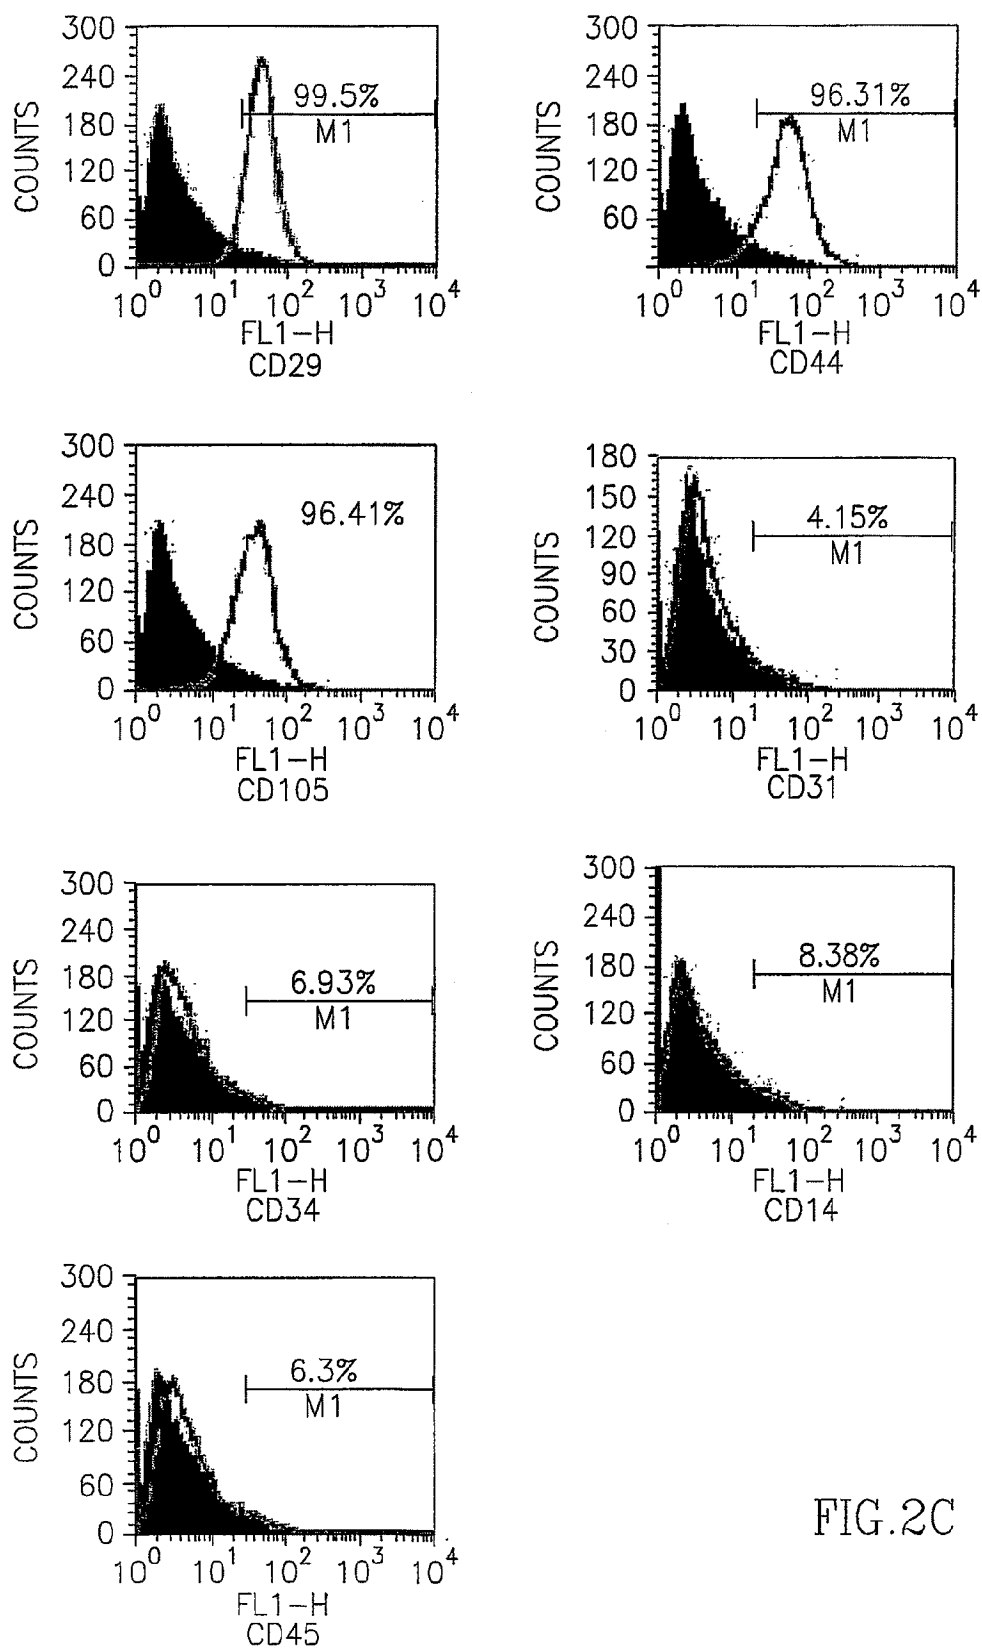 300
240
180
120
60
0
COUNTS
99.5%
M1
10^0 10^1 10^2 10^3 10^4
FL1-H
CD29
300
240
180
120
60
COUNTS
96.31%
M1
10^0 10^1 10^2 10^3 10^4
FL1-H
CD44
300
240
180
120
60
0
COUNTS
96.41%
10^0 10^1 10^2 10^3 10^4
FL1-H
CD105
180
150
120
90
60
30
0
COUNTS
4.15%
M1
10^0 10^1 10^2 10^3 10^4
FL1-H
CD31
300
240
180
120
60
0
COUNTS
6.93%
M1
10^0 10^1 10^2 10^3 10^4
FL1-H
CD34
300
240
180
120
60
0
COUNTS
8.38%
M1
10^0 10^1 10^2 10^3 10^4
FL1-H
CD14
300
240
180
120
60
0
COUNTS
6.3%
M1
10^0 10^1 10^2 10^3 10^4
FL1-H
CD45
FIG.2C